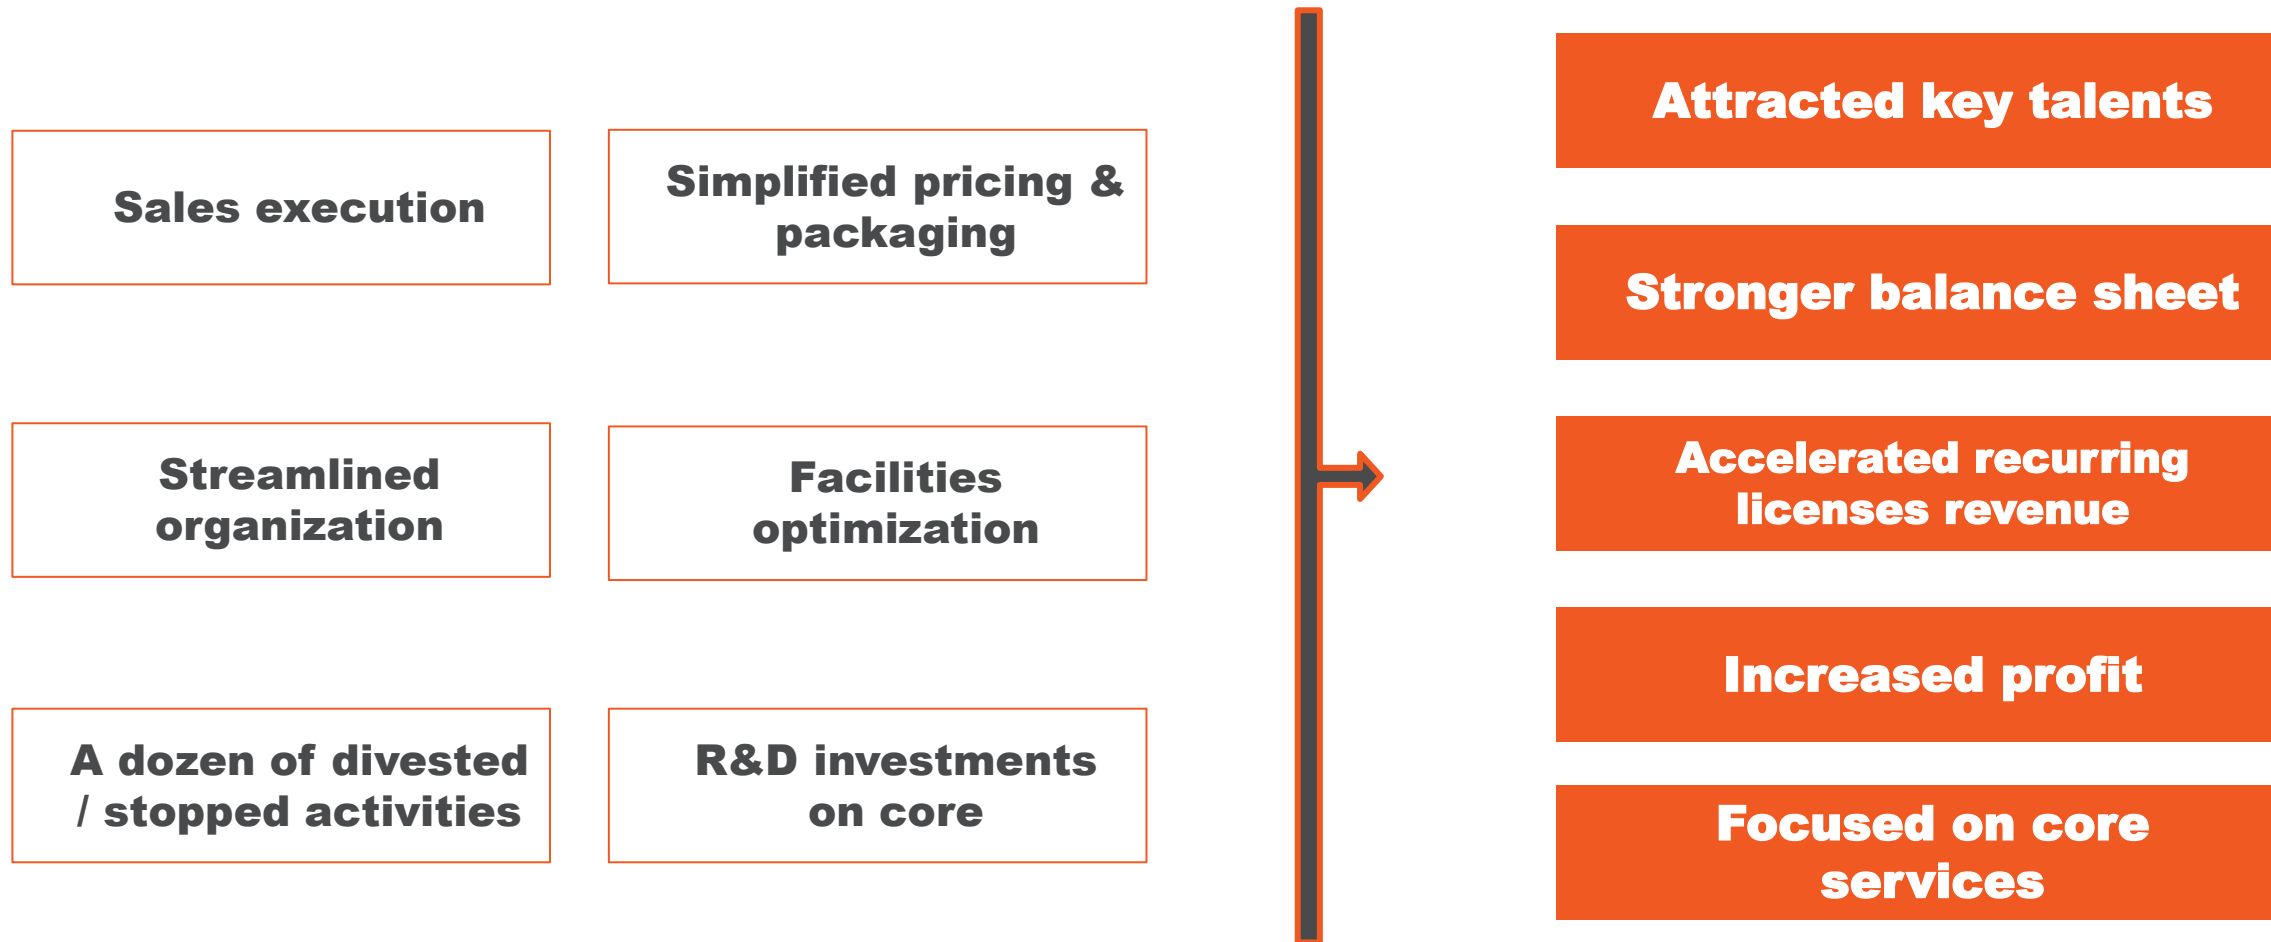 Sales execution
Simplified pricing &
packaging
Streamlined
organization
Facilities
optimization
A dozen of divested
/ stopped activities
R&D investments
on core
Attracted key talents
Stronger balance sheet
Accelerated recurring
licenses revenue
Increased profit
Focused on core
services